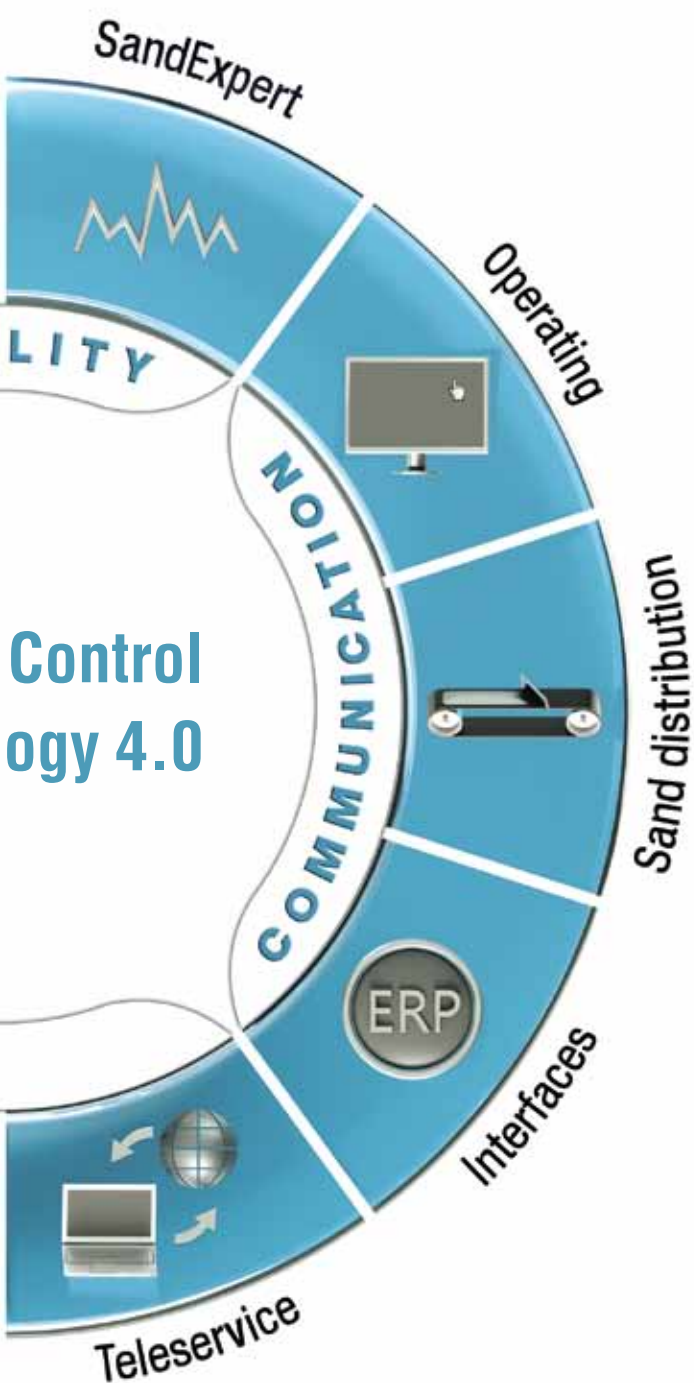 SandExpert
LITY
Operating
COMMUNICATION
Control
ogy 4.0
Sand distribution
ERP
Interfaces
Teleservice